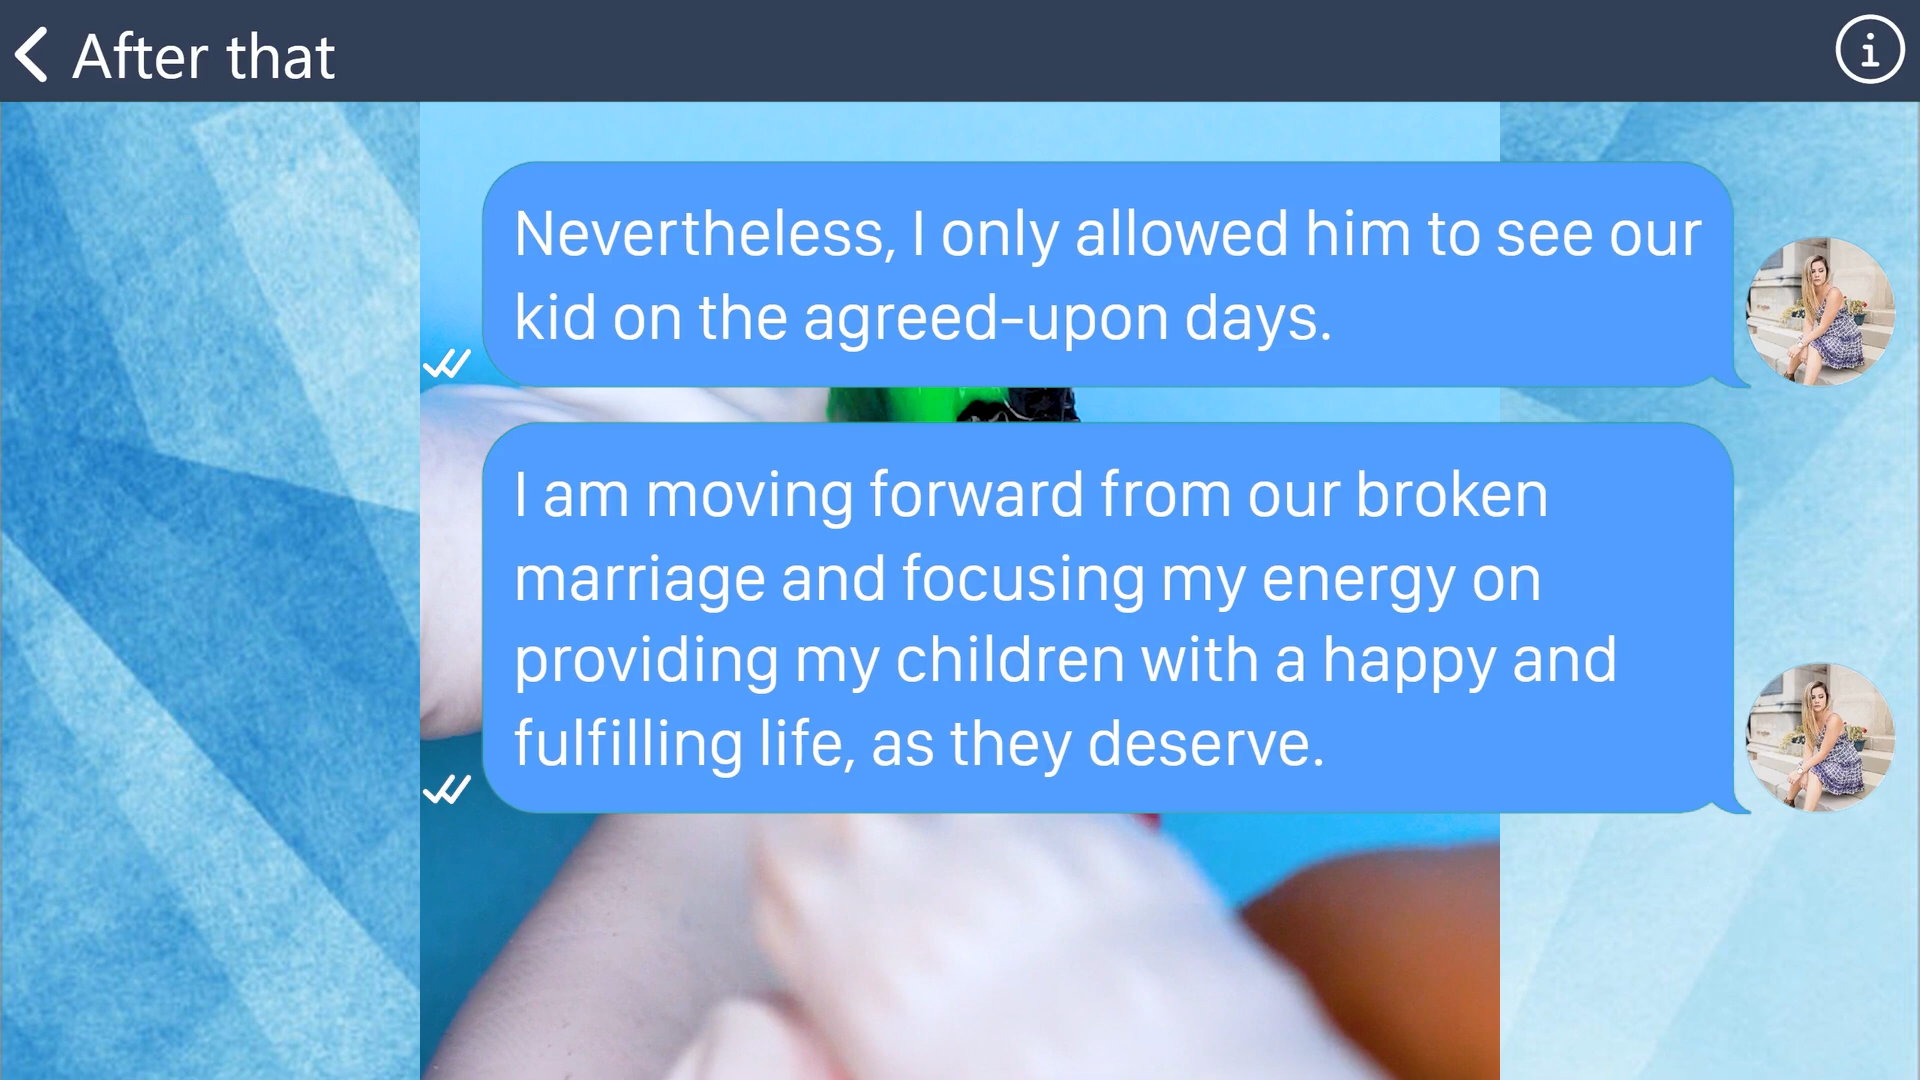 After that
Nevertheless, I only allowed him to see our
kid on the agreed-upon days.
I am moving forward from our broken
marriage and focusing my energy on
providing my children with a happy and
fulfilling life, as they deserve.